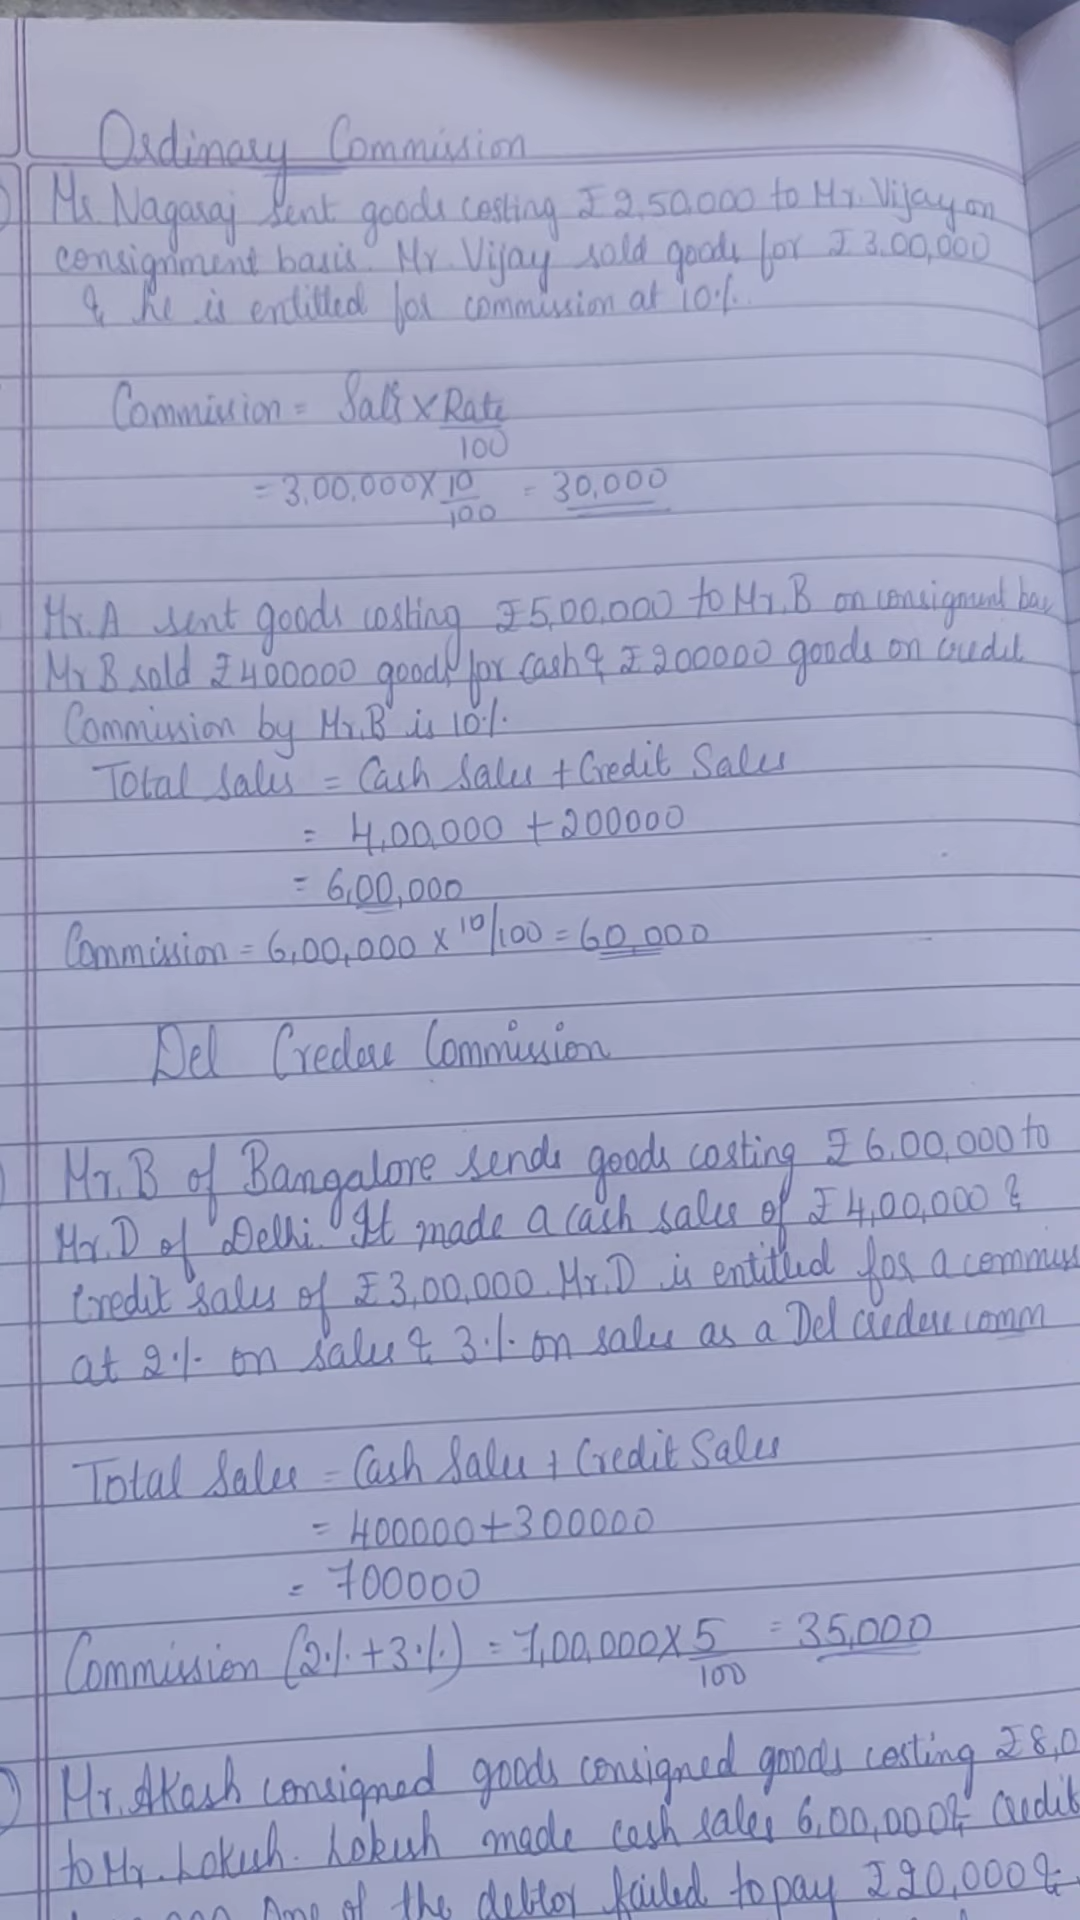 Ordinary Commission
Mr. Nagaraj sent goods costing ₹ 2,50,000 to Mr. Vijay on
consignment basis. Mr. Vijay sold goods for ₹ 3,00,000
& he is entitled for commission at 10%.
Commission = Sales × Rate
100
= 3,00,000 × 10 = 30,000
100
Mr. A sent goods costing ₹5,00,000 to Mr. B on consignment bas
Mr B sold ₹400000 goods for cash & ₹200000 goods on credit
Commission by Mr. B is 10%.
Total sales = Cash Sales + Credit Sales
= 4,00,000 + 200000
= 6,00,000
Commission = 6,00,000 × 10/100 = 60,000
Del Credere Commission
Mr. B of Bangalore sends goods costing ₹ 6,00,000 to
Mr. D of Delhi. It made a cash sales of ₹ 4,00,000 &
Credit sales of ₹3,00,000. Mr. D is entitled for a commiss
at 2% on sales & 3% on sales as a Del credere comm
Total Sales = Cash Sales + Credit Sales
= 400000 + 300000
= 700000
Commission (2% + 3%) = 7,00,000 × 5 = 35,000
100
Mr. Akash consigned goods consigned goods costing ₹8,0
to Mr. Lokesh. Lokesh made cash sales 6,00,000 & Credit
of the debtor failed to pay ₹20,000 &